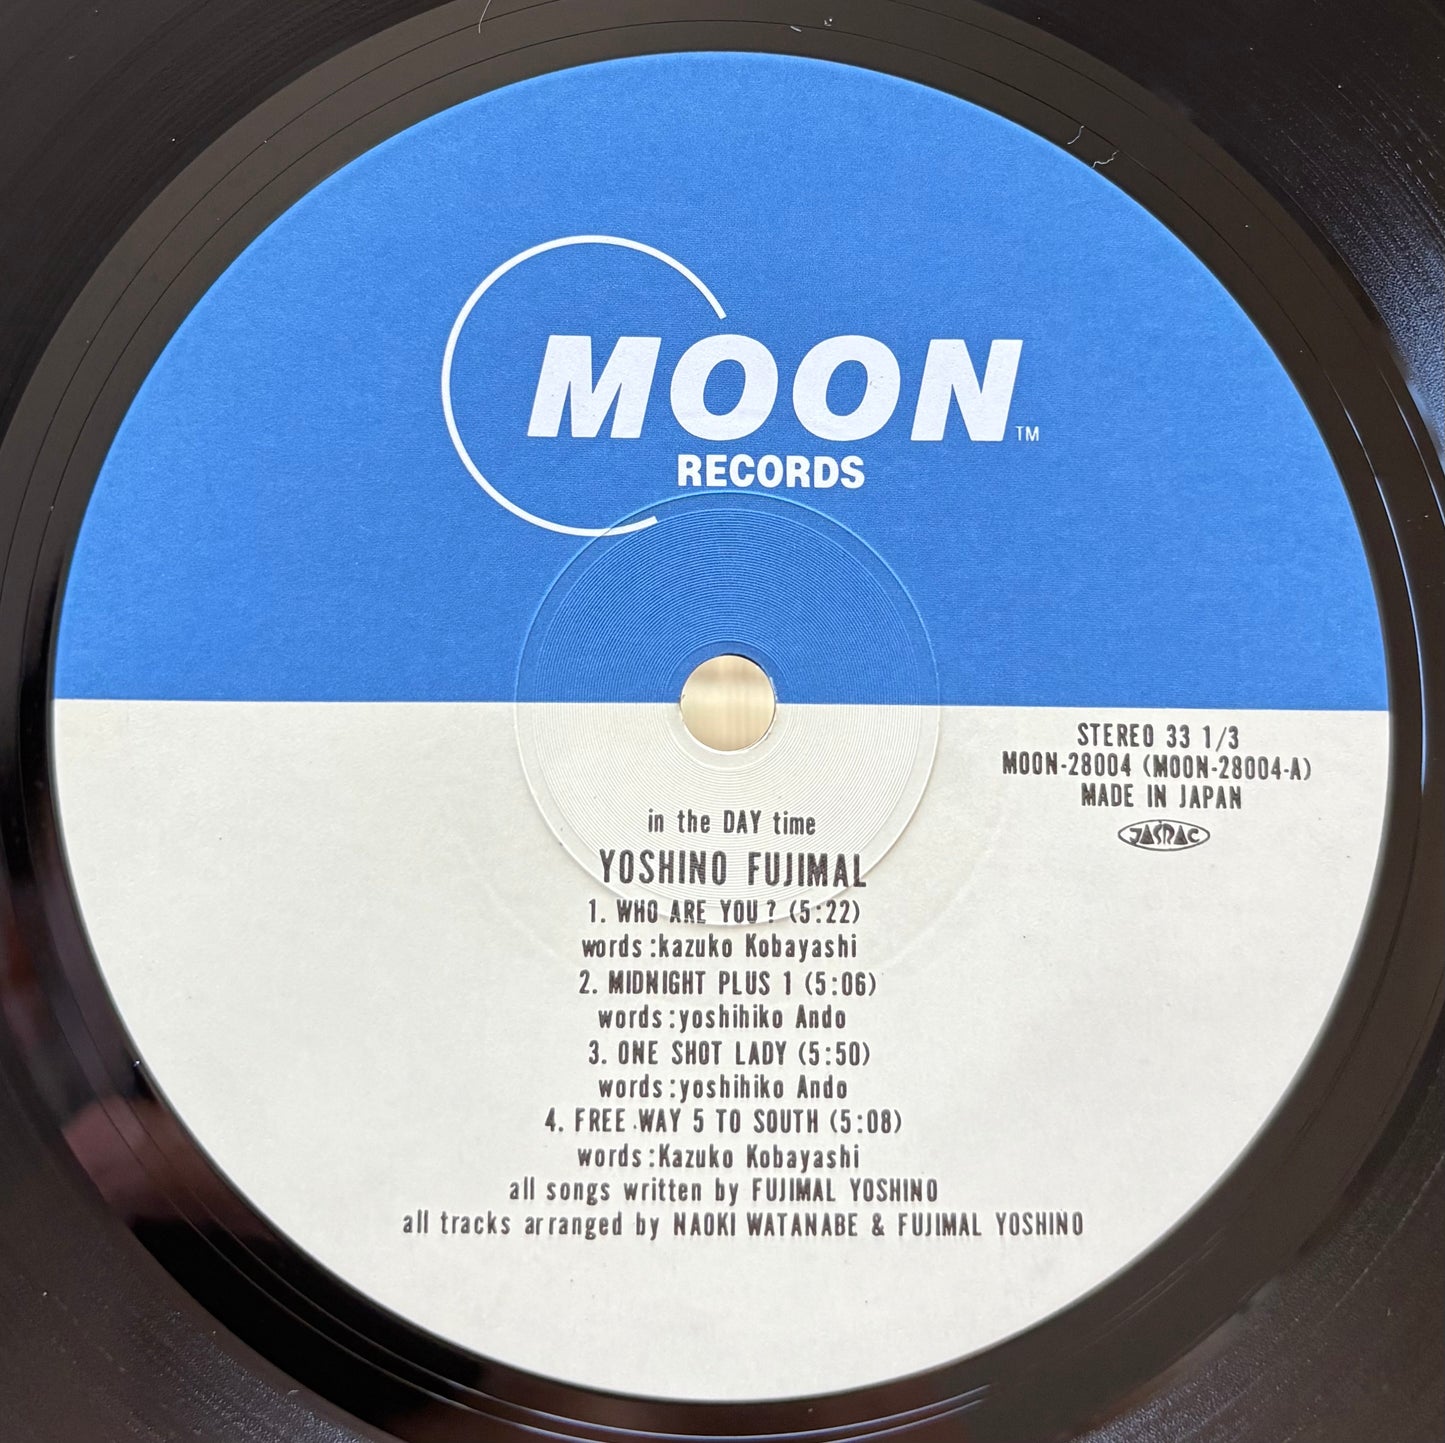 MOON TM
RECORDS
STEREO 33 1/3
MOON-28004 (MOON-28004-A)
MADE IN JAPAN
JASRAC
in the DAY time
YOSHINO FUJIMAL
1. WHO ARE YOU? (5:22)
words:kazuko Kobayashi
2. MIDNIGHT PLUS 1 (5:06)
words:yoshihiko Ando
3. ONE SHOT LADY (5:50)
words:yoshihiko Ando
4. FREE WAY 5 TO SOUTH (5:08)
words:Kazuko Kobayashi
all songs written by FUJIMAL YOSHINO
all tracks arranged by NAOKI WATANABE & FUJIMAL YOSHINO